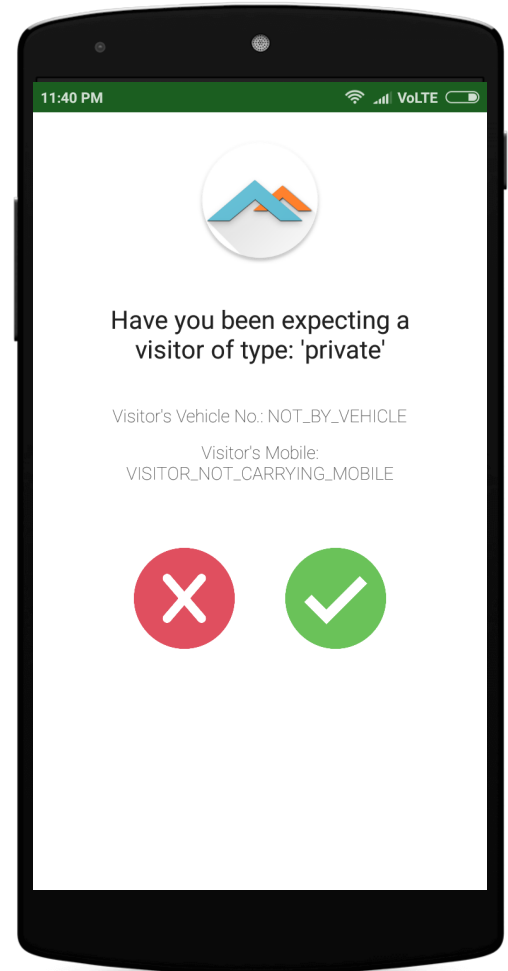 11:40 PM VoLTE
Have you been expecting a
visitor of type: 'private'
Visitor's Vehicle No.: NOT_BY_VEHICLE
Visitor's Mobile:
VISITOR_NOT_CARRYING_MOBILE